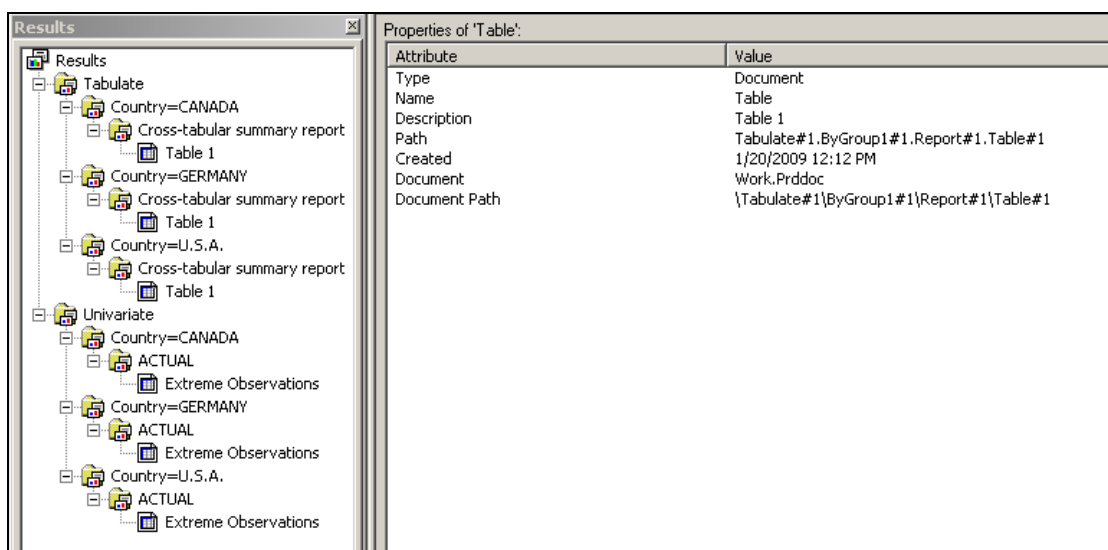 Results
Results
Tabulate
Country=CANADA
Cross-tabular summary report
Table 1
Country=GERMANY
Cross-tabular summary report
Table 1
Country=U.S.A.
Cross-tabular summary report
Table 1
Univariate
Country=CANADA
ACTUAL
Extreme Observations
Country=GERMANY
ACTUAL
Extreme Observations
Country=U.S.A.
ACTUAL
Extreme Observations
Properties of 'Table':
Attribute Value
Type Document
Name Table
Description Table 1
Path Tabulate#1.ByGroup1#1.Report#1.Table#1
Created 1/20/2009 12:12 PM
Document Work.Prddoc
Document Path \Tabulate#1\ByGroup1#1\Report#1\Table#1